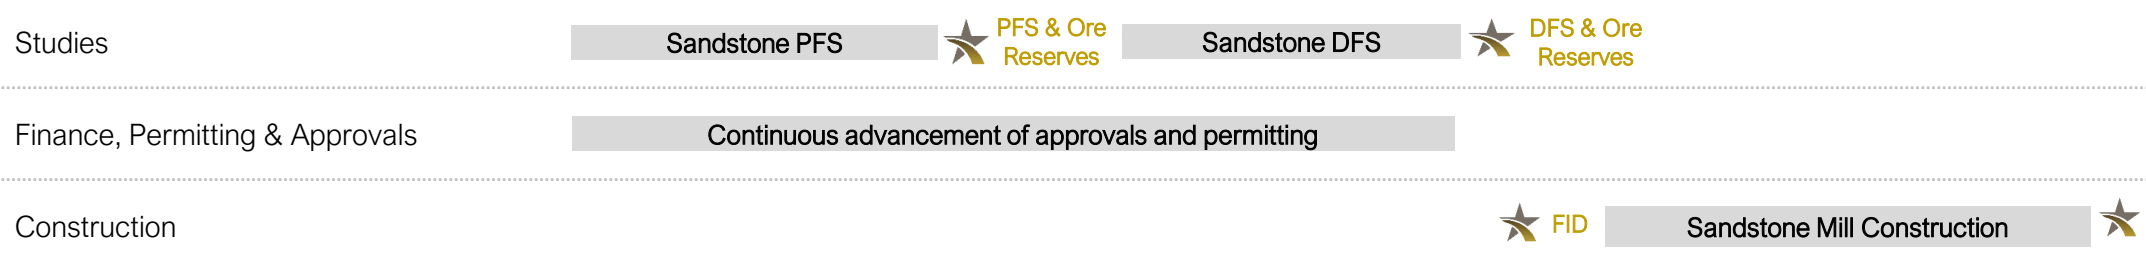 Studies
Sandstone PFS
PFS & Ore
Reserves
Sandstone DFS
DFS & Ore
Reserves
Finance, Permitting & Approvals
Continuous advancement of approvals and permitting
Construction
FID
Sandstone Mill Construction